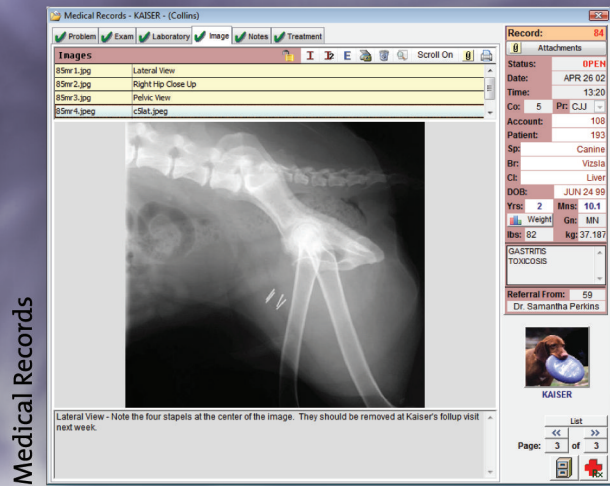 Medical Records - KAISER - (Collins)
Problem Exam Laboratory Image Notes Treatment
Images I E Scroll On
85mr1.jpg Lateral View
85mr2.jpg Right Hip Close Up
85mr3.jpg Pelvic View
85mr4.jpeg c5lat.jpeg
Lateral View - Note the four stapels at the center of the image. They should be removed at Kaiser's follup visit
next week.
Record: 84
Attachments
Status: OPEN
Date: APR 26 02
Time: 13:20
Co: 5 Pr: CJJ
Account: 108
Patient: 193
Sp: Canine
Br: Vizsla
Cl: Liver
DOB: JUN 24 99
Yrs: 2 Mns: 10.1
Weight Gn: MN
lbs: 82 kg: 37.187
GASTRITIS
TOXICOSIS
Referral From: 59
Dr. Samantha Perkins
KAISER
List
<< >>
Page: 3 of 3
Rx
Medical Records